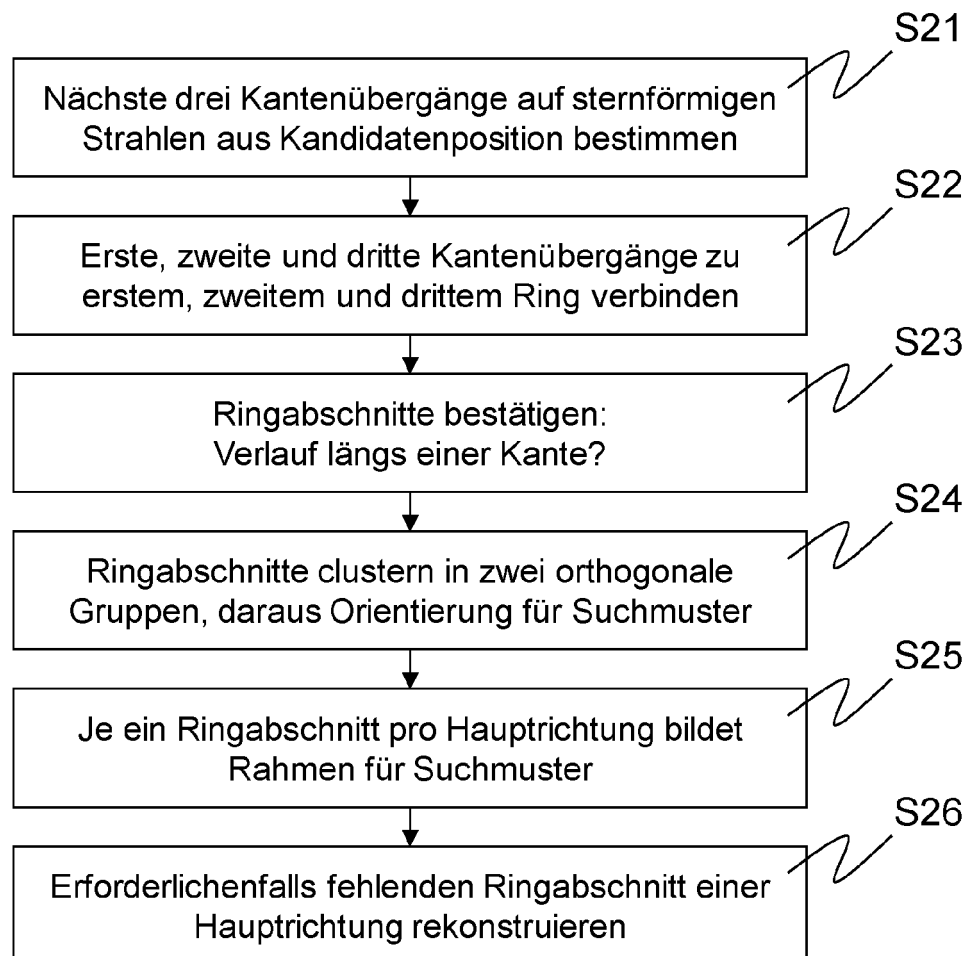 S21
Nächste drei Kantenübergänge auf sternförmigen
Strahlen aus Kandidatenposition bestimmen
S22
Erste, zweite und dritte Kantenübergänge zu
erstem, zweitem und drittem Ring verbinden
S23
Ringabschnitte bestätigen:
Verlauf längs einer Kante?
S24
Ringabschnitte clustern in zwei orthogonale
Gruppen, daraus Orientierung für Suchmuster
S25
Je ein Ringabschnitt pro Hauptrichtung bildet
Rahmen für Suchmuster
S26
Erforderlichenfalls fehlenden Ringabschnitt einer
Hauptrichtung rekonstruieren